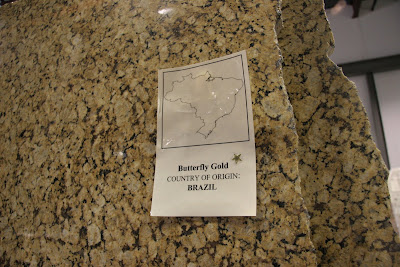 Butterfly Gold
COUNTRY OF ORIGIN:
BRAZIL